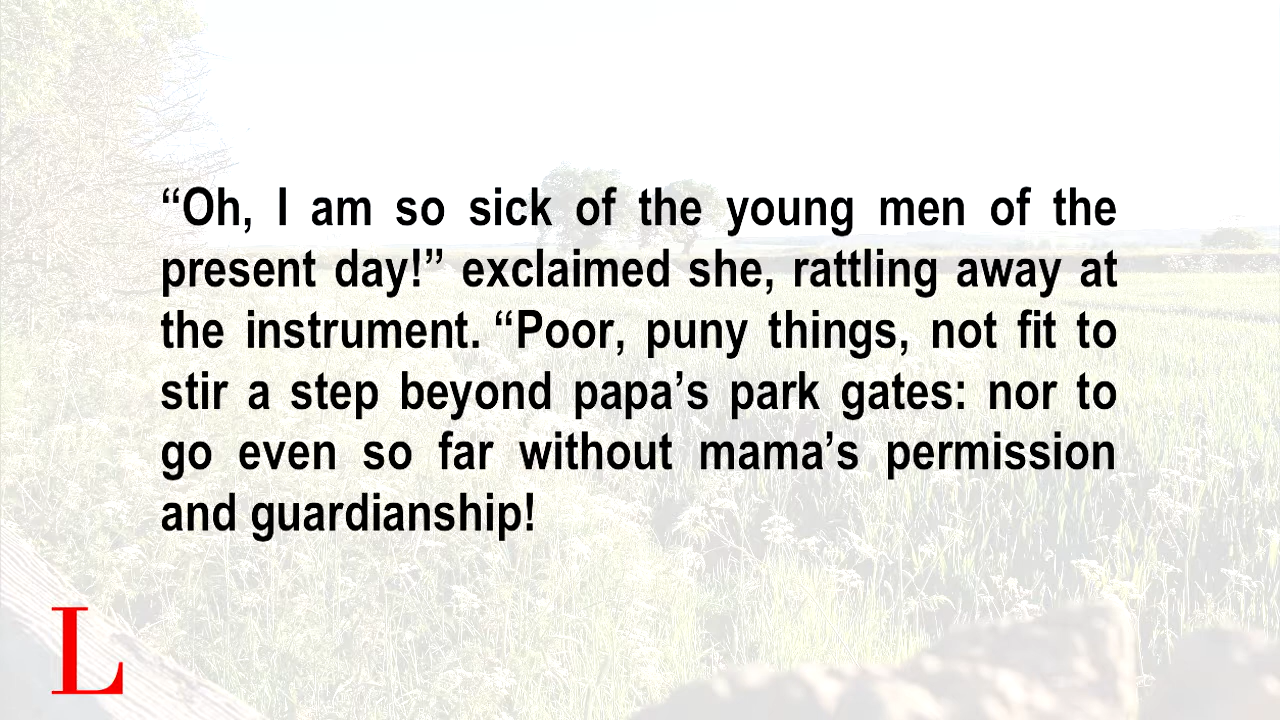 “Oh, I am so sick of the young men of the
present day!” exclaimed she, rattling away at
the instrument. “Poor, puny things, not fit to
stir a step beyond papa’s park gates: nor to
go even so far without mama’s permission
and guardianship!
L